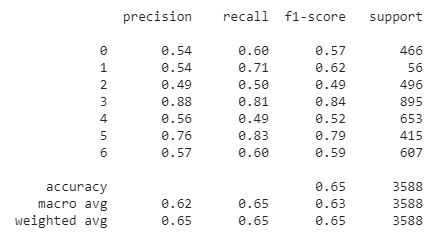 precision recall f1-score support
0 0.54 0.60 0.57 466
1 0.54 0.71 0.62 56
2 0.49 0.50 0.49 496
3 0.88 0.81 0.84 895
4 0.56 0.49 0.52 653
5 0.76 0.83 0.79 415
6 0.57 0.60 0.59 607
accuracy 0.65 3588
macro avg 0.62 0.65 0.63 3588
weighted avg 0.65 0.65 0.65 3588